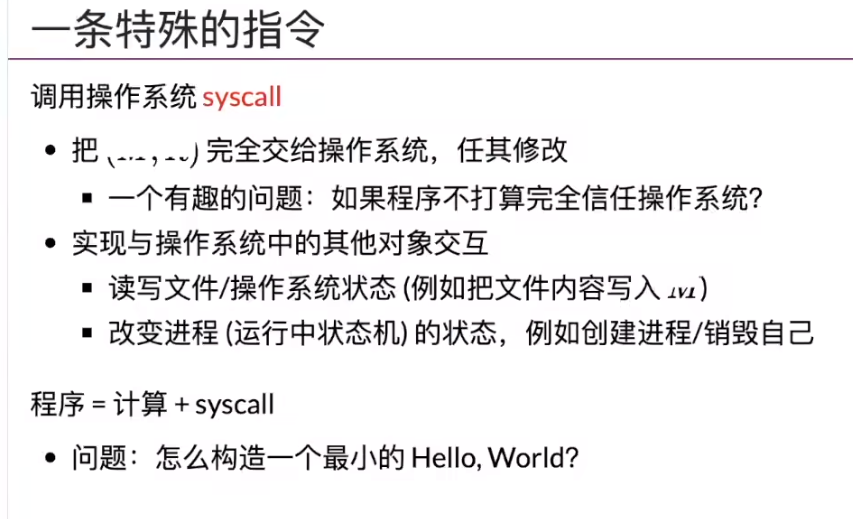 一条特殊的指令
调用操作系统 syscall
把 完全交给操作系统，任其修改
一个有趣的问题：如果程序不打算完全信任操作系统?
实现与操作系统中的其他对象交互
读写文件/操作系统状态 (例如把文件内容写入 )
改变进程 (运行中状态机) 的状态，例如创建进程/销毁自己
程序 = 计算 + syscall
问题：怎么构造一个最小的 Hello, World?